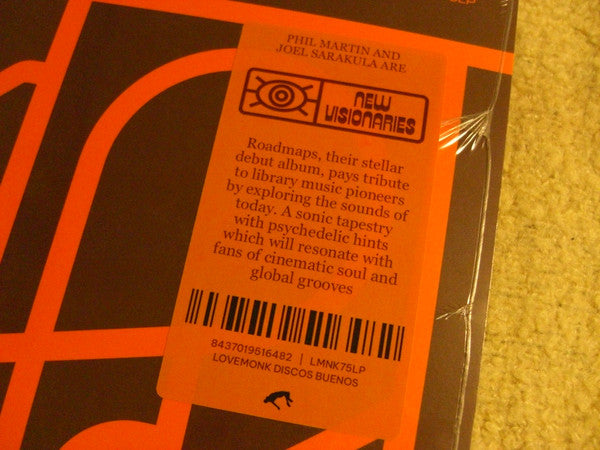 PHIL MARTIN AND
JOEL SARAKULA ARE
NEW
VISIONARIES
Roadmaps, their stellar
debut album, pays tribute
to library music pioneers
by exploring the sounds of
today. A sonic tapestry
with psychedelic hints
which will resonate with
fans of cinematic soul and
global grooves
8437019516482 | LMNK75LP
LOVEMONK DISCOS BUENOS